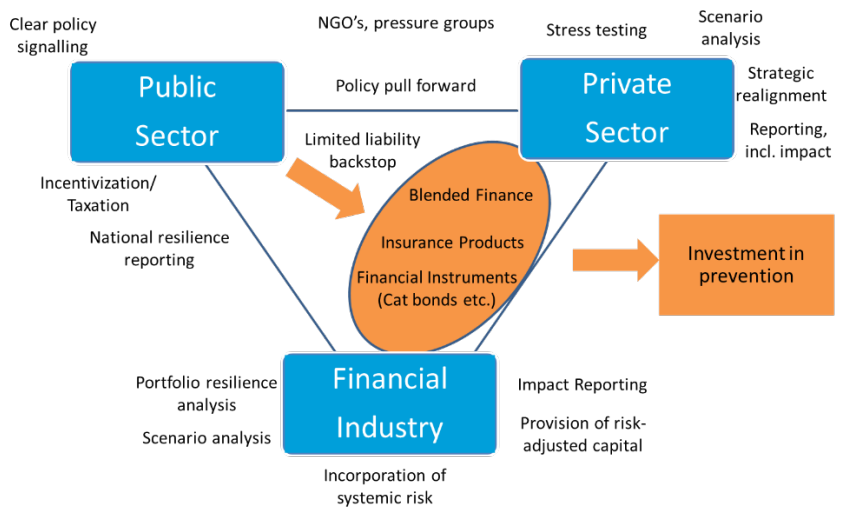 Clear policy
signalling
NGO's, pressure groups
Stress testing
Scenario
analysis
Public
Sector
Policy pull forward
Private
Sector
Strategic
realignment
Reporting,
incl. impact
Limited liability
backstop
Incentivization/
Taxation
National resilience
reporting
Blended Finance
Insurance Products
Financial Instruments
(Cat bonds etc.)
Investment in
prevention
Financial
Industry
Portfolio resilience
analysis
Scenario analysis
Impact Reporting
Provision of risk-
adjusted capital
Incorporation of
systemic risk